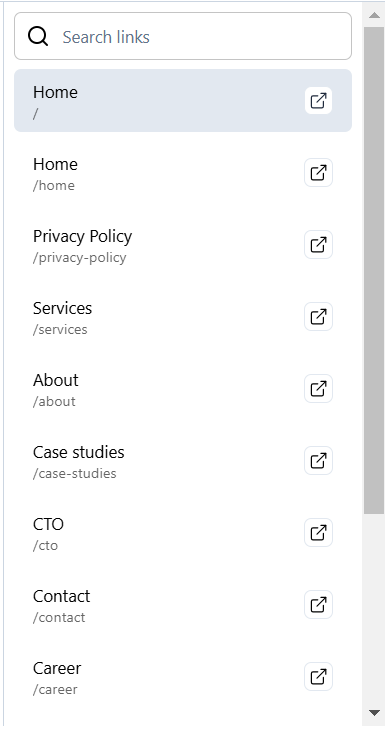 Search links
Home
/
Home
/home
Privacy Policy
/privacy-policy
Services
/services
About
/about
Case studies
/case-studies
CTO
/cto
Contact
/contact
Career
/career